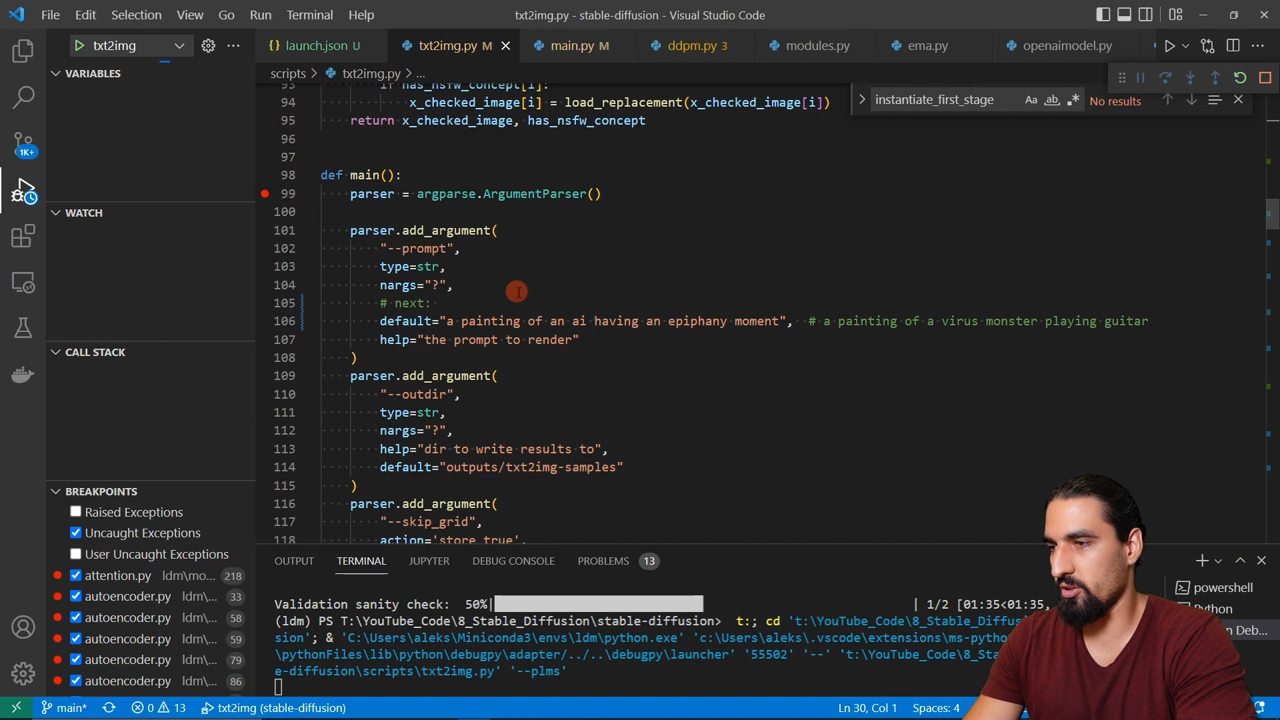 File Edit Selection View Go Run Terminal Help txt2img.py - stable-diffusion - Visual Studio Code
txt2img
launch.json U txt2img.py M main.py M ddpm.py 3 modules.py ema.py openaimodel.py
VARIABLES
scripts > txt2img.py > ...
instantiate_first_stage Aa ab No results
93 if has_nsfw_concept[i]:
94 x_checked_image[i] = load_replacement(x_checked_image[i])
95 return x_checked_image, has_nsfw_concept
96
97
98 def main():
99 parser = argparse.ArgumentParser()
100
101 parser.add_argument(
102 "--prompt",
103 type=str,
104 nargs="?",
105 # next:
106 default="a painting of an ai having an epiphany moment", # a painting of a virus monster playing guitar
107 help="the prompt to render"
108 )
109 parser.add_argument(
110 "--outdir",
111 type=str,
112 nargs="?",
113 help="dir to write results to",
114 default="outputs/txt2img-samples"
115 )
116 parser.add_argument(
117 "--skip_grid",
118 action='store_true',
1K+
WATCH
CALL STACK
BREAKPOINTS
Raised Exceptions
Uncaught Exceptions
User Uncaught Exceptions
attention.py ldm\mo... 218
autoencoder.py ldm\... 33
autoencoder.py ldm\... 58
autoencoder.py ldm\... 59
autoencoder.py ldm\... 79
autoencoder.py ldm\... 86
OUTPUT TERMINAL JUPYTER DEBUG CONSOLE PROBLEMS 13
powershell
Python
n Deb...
Validation sanity check: 50%| | 1/2 [01:35<01:35,
(ldm) PS T:\YouTube_Code\8_Stable_Diffusion\stable-diffusion> t:; cd 't:\YouTube_Code\8_Stable_Diffu
sion'; & 'C:\Users\aleks\Miniconda3\envs\ldm\python.exe' 'c:\Users\aleks\.vscode\extensions\ms-python
\pythonFiles\lib\python\debugpy\adapter/../..\debugpy\launcher' '55502' '--' 't:\YouTube_Code\8_Sta
e-diffusion\scripts\txt2img.py' '--plms'
main* 0 13 txt2img (stable-diffusion) Ln 30, Col 1 Spaces: 4